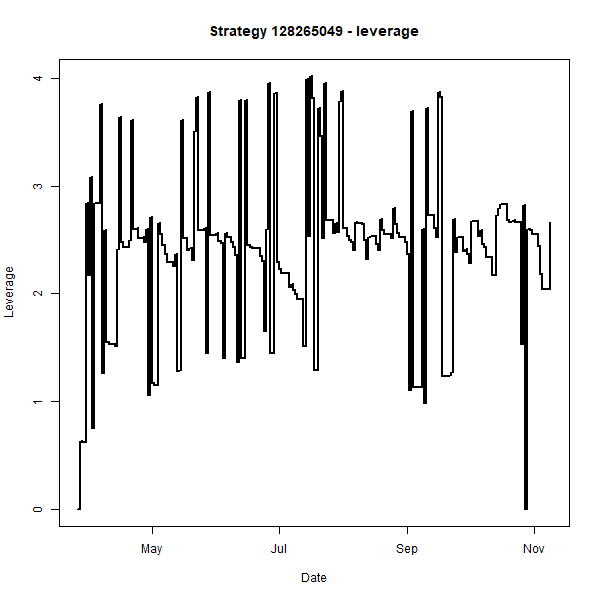 Strategy 128265049 - leverage
4
3
2
1
0
Leverage
May
Jul
Sep
Nov
Date